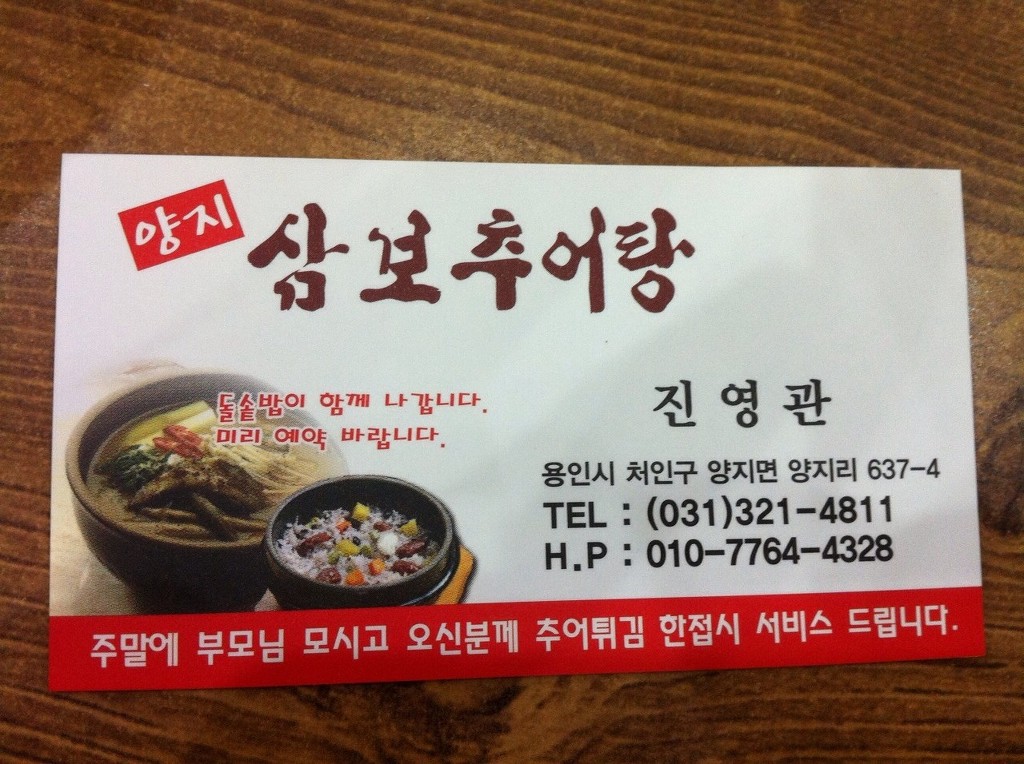 양지
삼보추어탕
돌솥밥이 함께 나갑니다.
미리 예약 바랍니다.
진영관
용인시 처인구 양지면 양지리 637-4
TEL : (031)321-4811
H.P : 010-7764-4328
주말에 부모님 모시고 오신분께 추어튀김 한접시 서비스 드립니다.